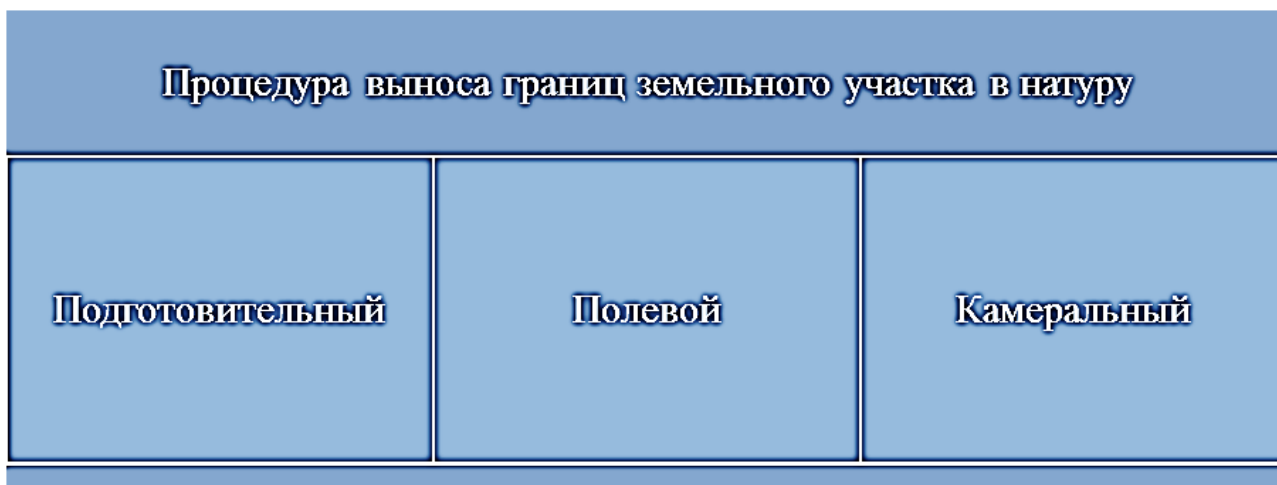 Процедура выноса границ земельного участка в натуру
Подготовительный
Полевой
Камеральный